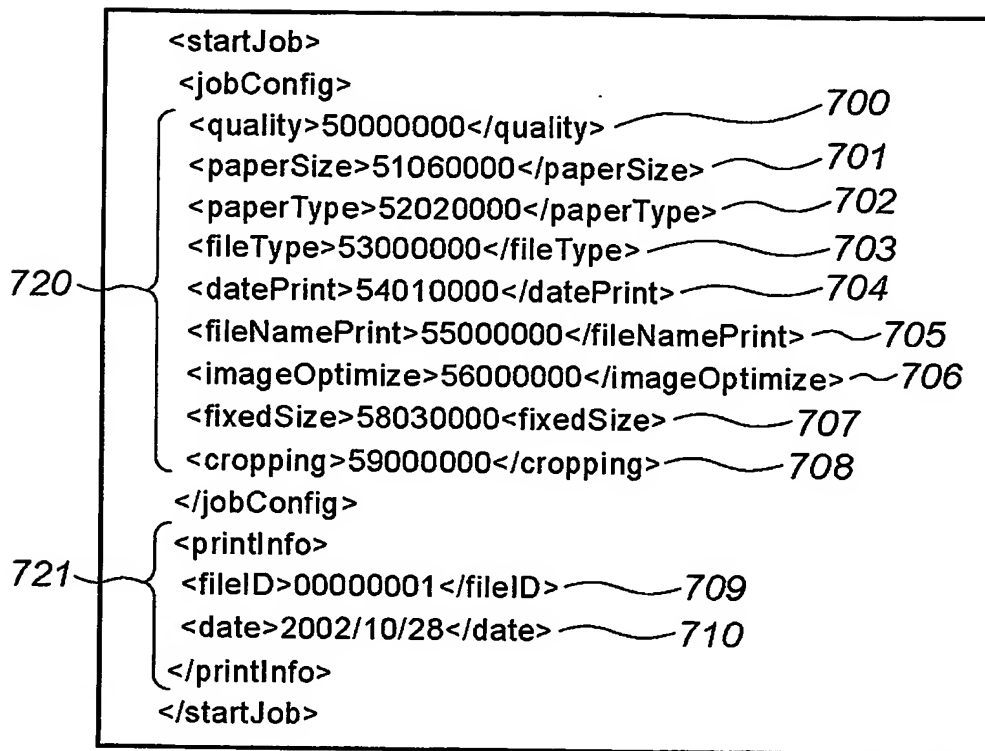 <startJob>
<jobConfig>
<quality>50000000</quality> 700
<paperSize>51060000</paperSize> 701
<paperType>52020000</paperType> 702
<fileType>53000000</fileType> 703
720 <datePrint>54010000</datePrint> 704
<fileNamePrint>55000000</fileNamePrint> 705
<imageOptimize>56000000</imageOptimize> 706
<fixedSize>58030000<fixedSize> 707
<cropping>59000000</cropping> 708
</jobConfig>
<printInfo>
721 <fileID>00000001</fileID> 709
<date>2002/10/28</date> 710
</printInfo>
</startJob>